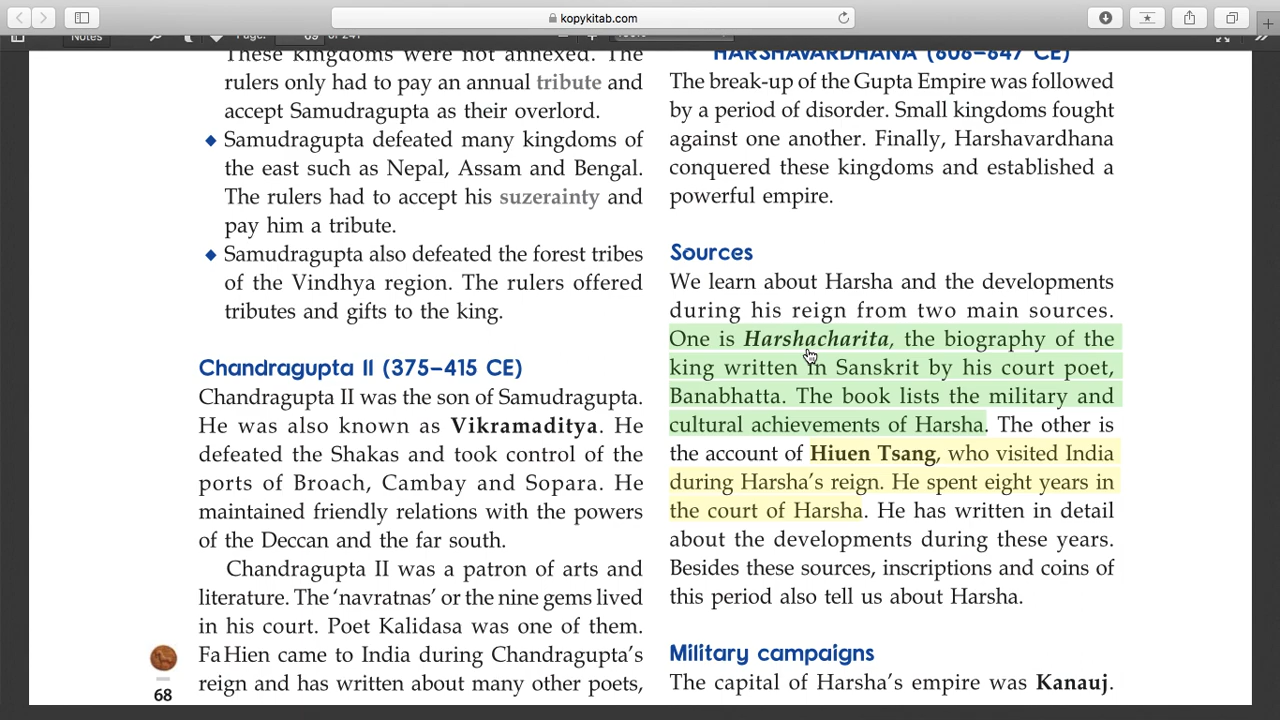 kopykitab.com
Notes
Page:
These kingdoms were not annexed. The
rulers only had to pay an annual tribute and
accept Samudragupta as their overlord.
◆ Samudragupta defeated many kingdoms of
the east such as Nepal, Assam and Bengal.
The rulers had to accept his suzerainty and
pay him a tribute.
◆ Samudragupta also defeated the forest tribes
of the Vindhya region. The rulers offered
tributes and gifts to the king.
Chandragupta II (375–415 CE)
Chandragupta II was the son of Samudragupta.
He was also known as Vikramaditya. He
defeated the Shakas and took control of the
ports of Broach, Cambay and Sopara. He
maintained friendly relations with the powers
of the Deccan and the far south.
Chandragupta II was a patron of arts and
literature. The ‘navratnas’ or the nine gems lived
in his court. Poet Kalidasa was one of them.
Fa Hien came to India during Chandragupta’s
reign and has written about many other poets,
68
HARSHAVARDHANA (606–647 CE)
The break-up of the Gupta Empire was followed
by a period of disorder. Small kingdoms fought
against one another. Finally, Harshavardhana
conquered these kingdoms and established a
powerful empire.
Sources
We learn about Harsha and the developments
during his reign from two main sources.
One is Harshacharita, the biography of the
king written in Sanskrit by his court poet,
Banabhatta. The book lists the military and
cultural achievements of Harsha. The other is
the account of Hiuen Tsang, who visited India
during Harsha’s reign. He spent eight years in
the court of Harsha. He has written in detail
about the developments during these years.
Besides these sources, inscriptions and coins of
this period also tell us about Harsha.
Military campaigns
The capital of Harsha’s empire was Kanauj.